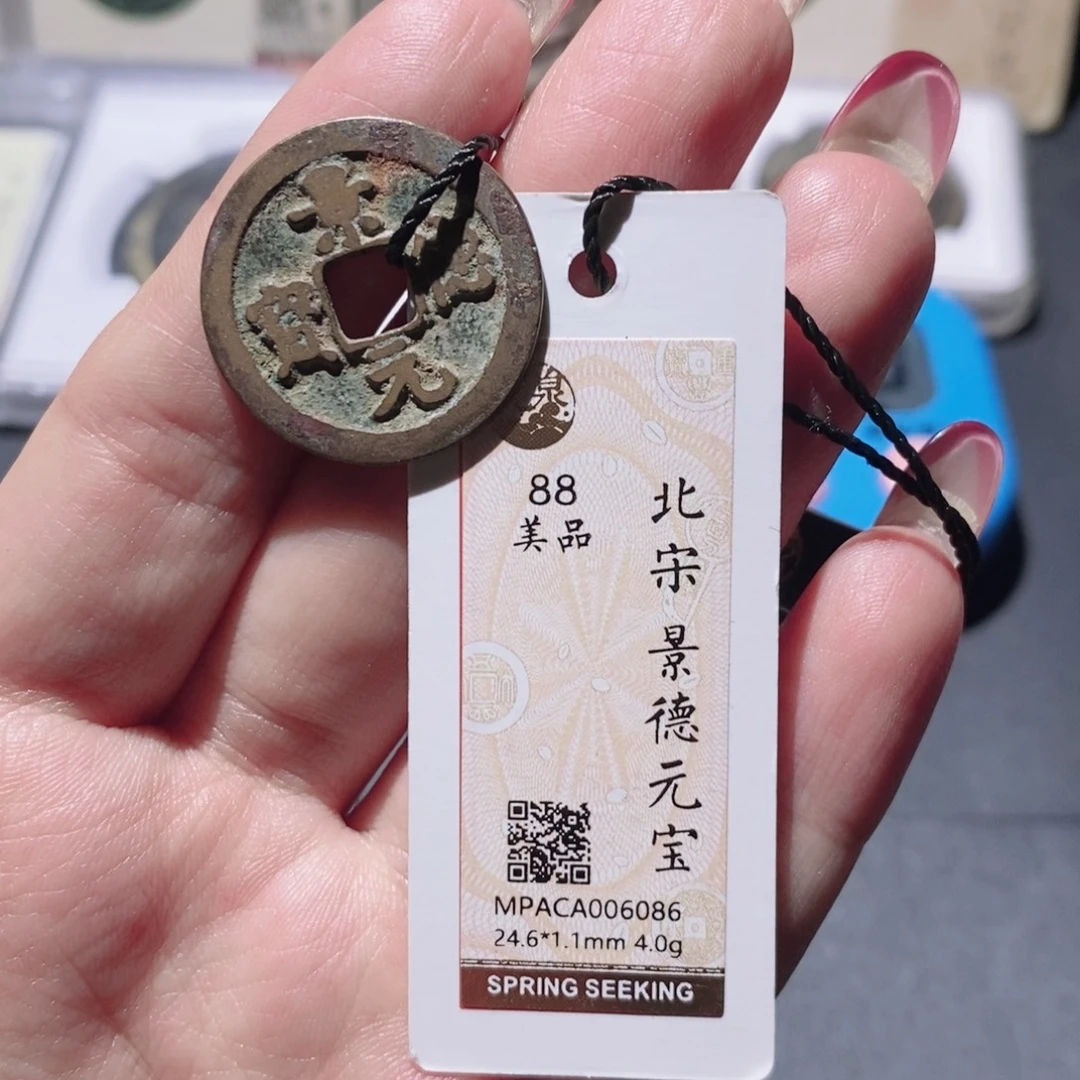 景德元寶
88
美品
北宋景德元宝
MPACA006086
24.6*1.1mm 4.0g
SPRING SEEKING